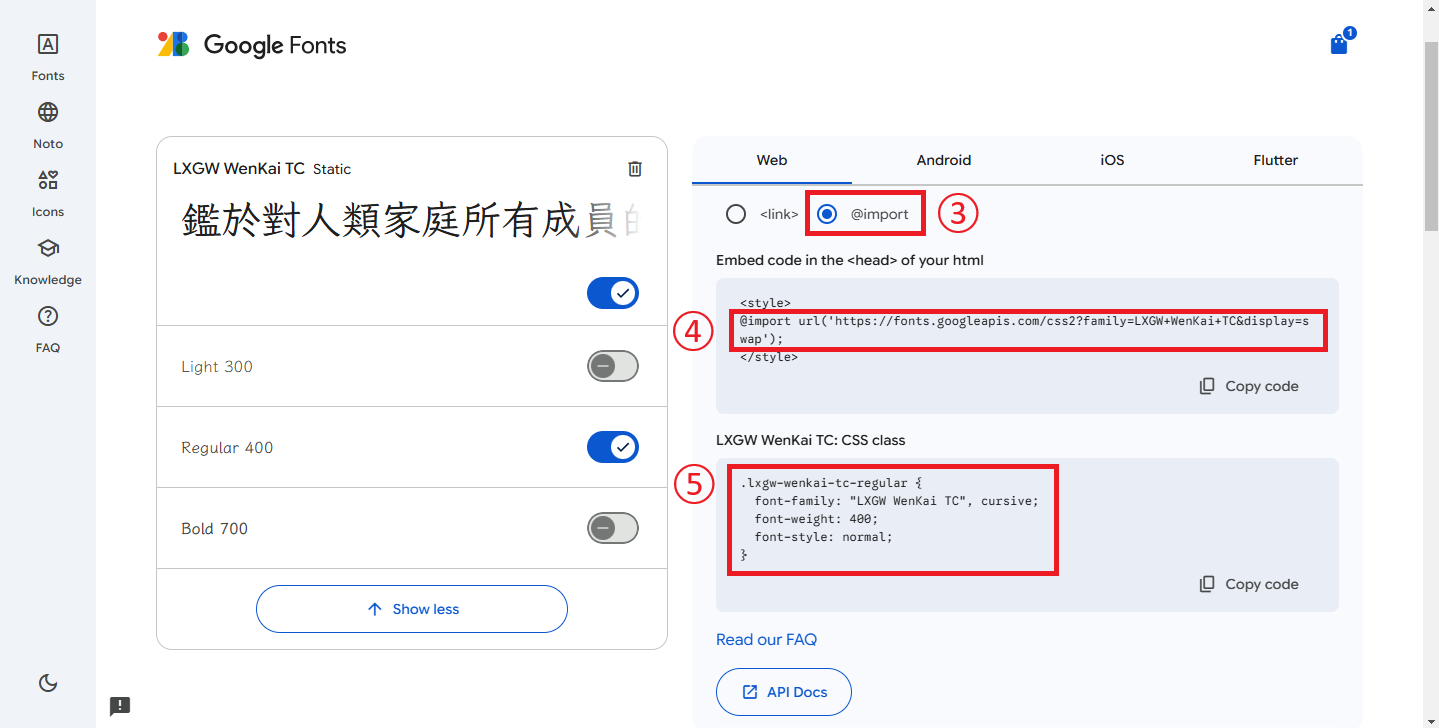 Fonts
Noto
Icons
Knowledge
FAQ
Google Fonts
1
LXGW WenKai TC Static
鑑於對人類家庭所有成員的
Light 300
Regular 400
Bold 700
Show less
Web Android iOS Flutter
<link> @import ③
Embed code in the <head> of your html
<style>
④ @import url('https://fonts.googleapis.com/css2?family=LXGW+WenKai+TC&display=s
wap');
</style>
Copy code
LXGW WenKai TC: CSS class
⑤ .lxgw-wenkai-tc-regular {
font-family: "LXGW WenKai TC", cursive;
font-weight: 400;
font-style: normal;
}
Copy code
Read our FAQ
API Docs